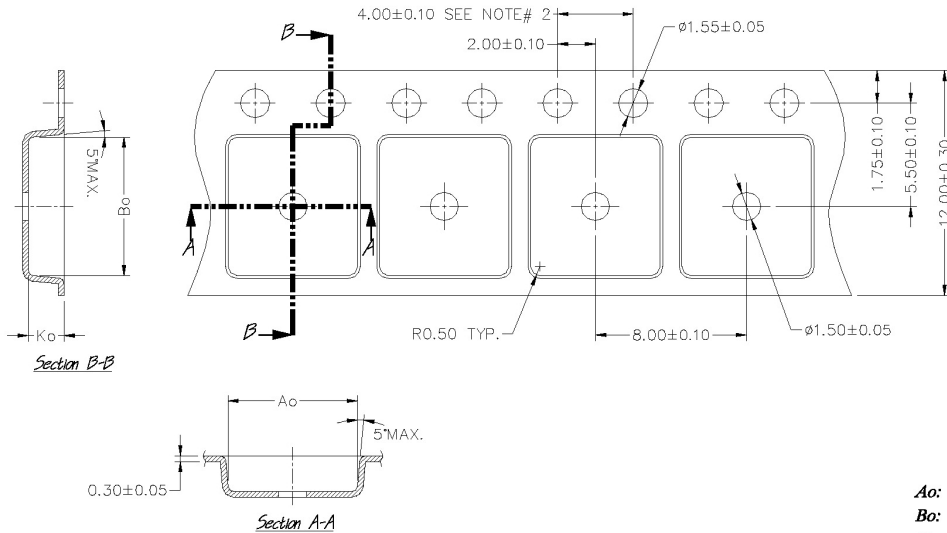 4.00±0.10 SEE NOTE# 2
B
2.00±0.10
ø1.55±0.05
1.75±0.10
5.50±0.10
12.00±0.30
5°MAX.
Bo
A
A
Ko
Section B-B
B
R0.50 TYP.
8.00±0.10
ø1.50±0.05
Ao
5°MAX.
0.30±0.05
Section A-A
Ao:
Bo: